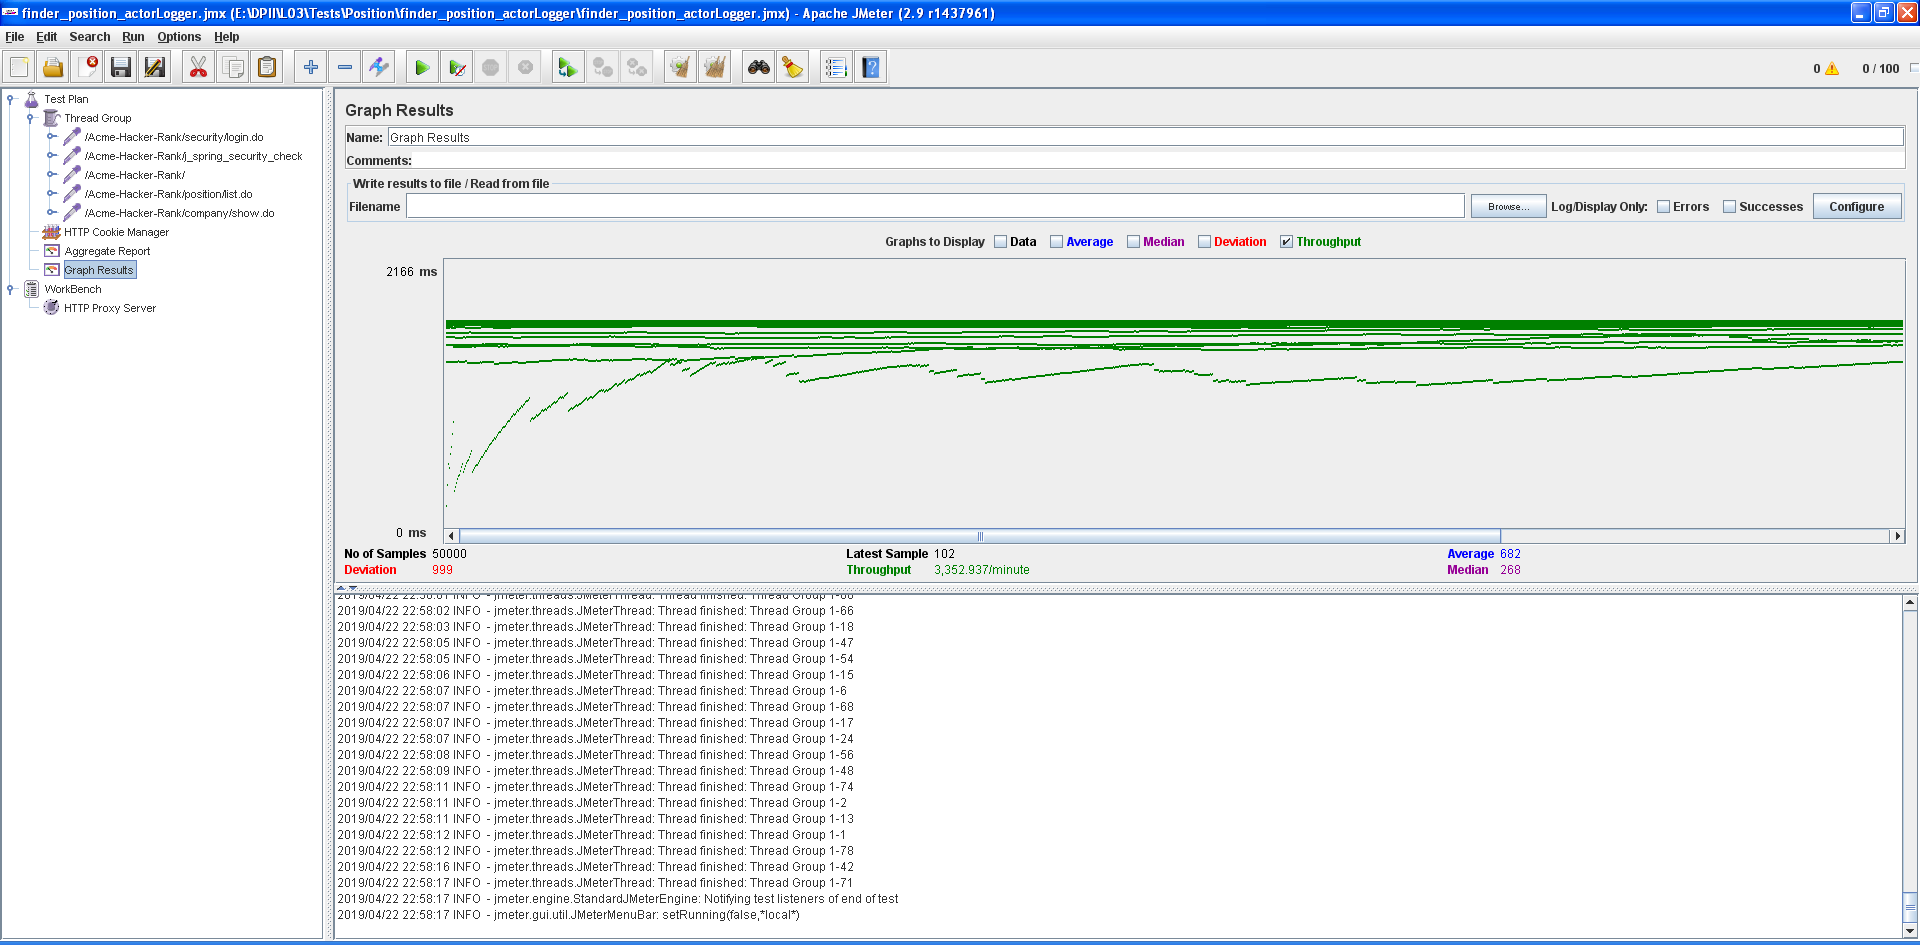 finder_position_actorLogger.jmx (E:\DPII\L03\Tests\Position\finder_position_actorLogger\finder_position_actorLogger.jmx) - Apache JMeter (2.9 r1437961)
File Edit Search Run Options Help
0 0 / 100
Test Plan
Thread Group
/Acme-Hacker-Rank/security/login.do
/Acme-Hacker-Rank/j_spring_security_check
/Acme-Hacker-Rank/
/Acme-Hacker-Rank/position/list.do
/Acme-Hacker-Rank/company/show.do
HTTP Cookie Manager
Aggregate Report
Graph Results
WorkBench
HTTP Proxy Server
Graph Results
Name: Graph Results
Comments:
Write results to file / Read from file
Filename Browse... Log/Display Only: Errors Successes Configure
Graphs to Display Data Average Median Deviation Throughput
2166 ms
0 ms
No of Samples 50000 Latest Sample 102 Average 682
Deviation 999 Throughput 3,352.937/minute Median 268
2019/04/22 22:58:02 INFO - jmeter.threads.JMeterThread: Thread finished: Thread Group 1-66
2019/04/22 22:58:03 INFO - jmeter.threads.JMeterThread: Thread finished: Thread Group 1-18
2019/04/22 22:58:05 INFO - jmeter.threads.JMeterThread: Thread finished: Thread Group 1-47
2019/04/22 22:58:05 INFO - jmeter.threads.JMeterThread: Thread finished: Thread Group 1-54
2019/04/22 22:58:06 INFO - jmeter.threads.JMeterThread: Thread finished: Thread Group 1-15
2019/04/22 22:58:07 INFO - jmeter.threads.JMeterThread: Thread finished: Thread Group 1-6
2019/04/22 22:58:07 INFO - jmeter.threads.JMeterThread: Thread finished: Thread Group 1-68
2019/04/22 22:58:07 INFO - jmeter.threads.JMeterThread: Thread finished: Thread Group 1-17
2019/04/22 22:58:07 INFO - jmeter.threads.JMeterThread: Thread finished: Thread Group 1-24
2019/04/22 22:58:08 INFO - jmeter.threads.JMeterThread: Thread finished: Thread Group 1-56
2019/04/22 22:58:09 INFO - jmeter.threads.JMeterThread: Thread finished: Thread Group 1-48
2019/04/22 22:58:11 INFO - jmeter.threads.JMeterThread: Thread finished: Thread Group 1-74
2019/04/22 22:58:11 INFO - jmeter.threads.JMeterThread: Thread finished: Thread Group 1-2
2019/04/22 22:58:11 INFO - jmeter.threads.JMeterThread: Thread finished: Thread Group 1-13
2019/04/22 22:58:12 INFO - jmeter.threads.JMeterThread: Thread finished: Thread Group 1-1
2019/04/22 22:58:12 INFO - jmeter.threads.JMeterThread: Thread finished: Thread Group 1-78
2019/04/22 22:58:16 INFO - jmeter.threads.JMeterThread: Thread finished: Thread Group 1-42
2019/04/22 22:58:17 INFO - jmeter.threads.JMeterThread: Thread finished: Thread Group 1-71
2019/04/22 22:58:17 INFO - jmeter.engine.StandardJMeterEngine: Notifying test listeners of end of test
2019/04/22 22:58:17 INFO - jmeter.gui.util.JMeterMenuBar: setRunning(false,*local*)